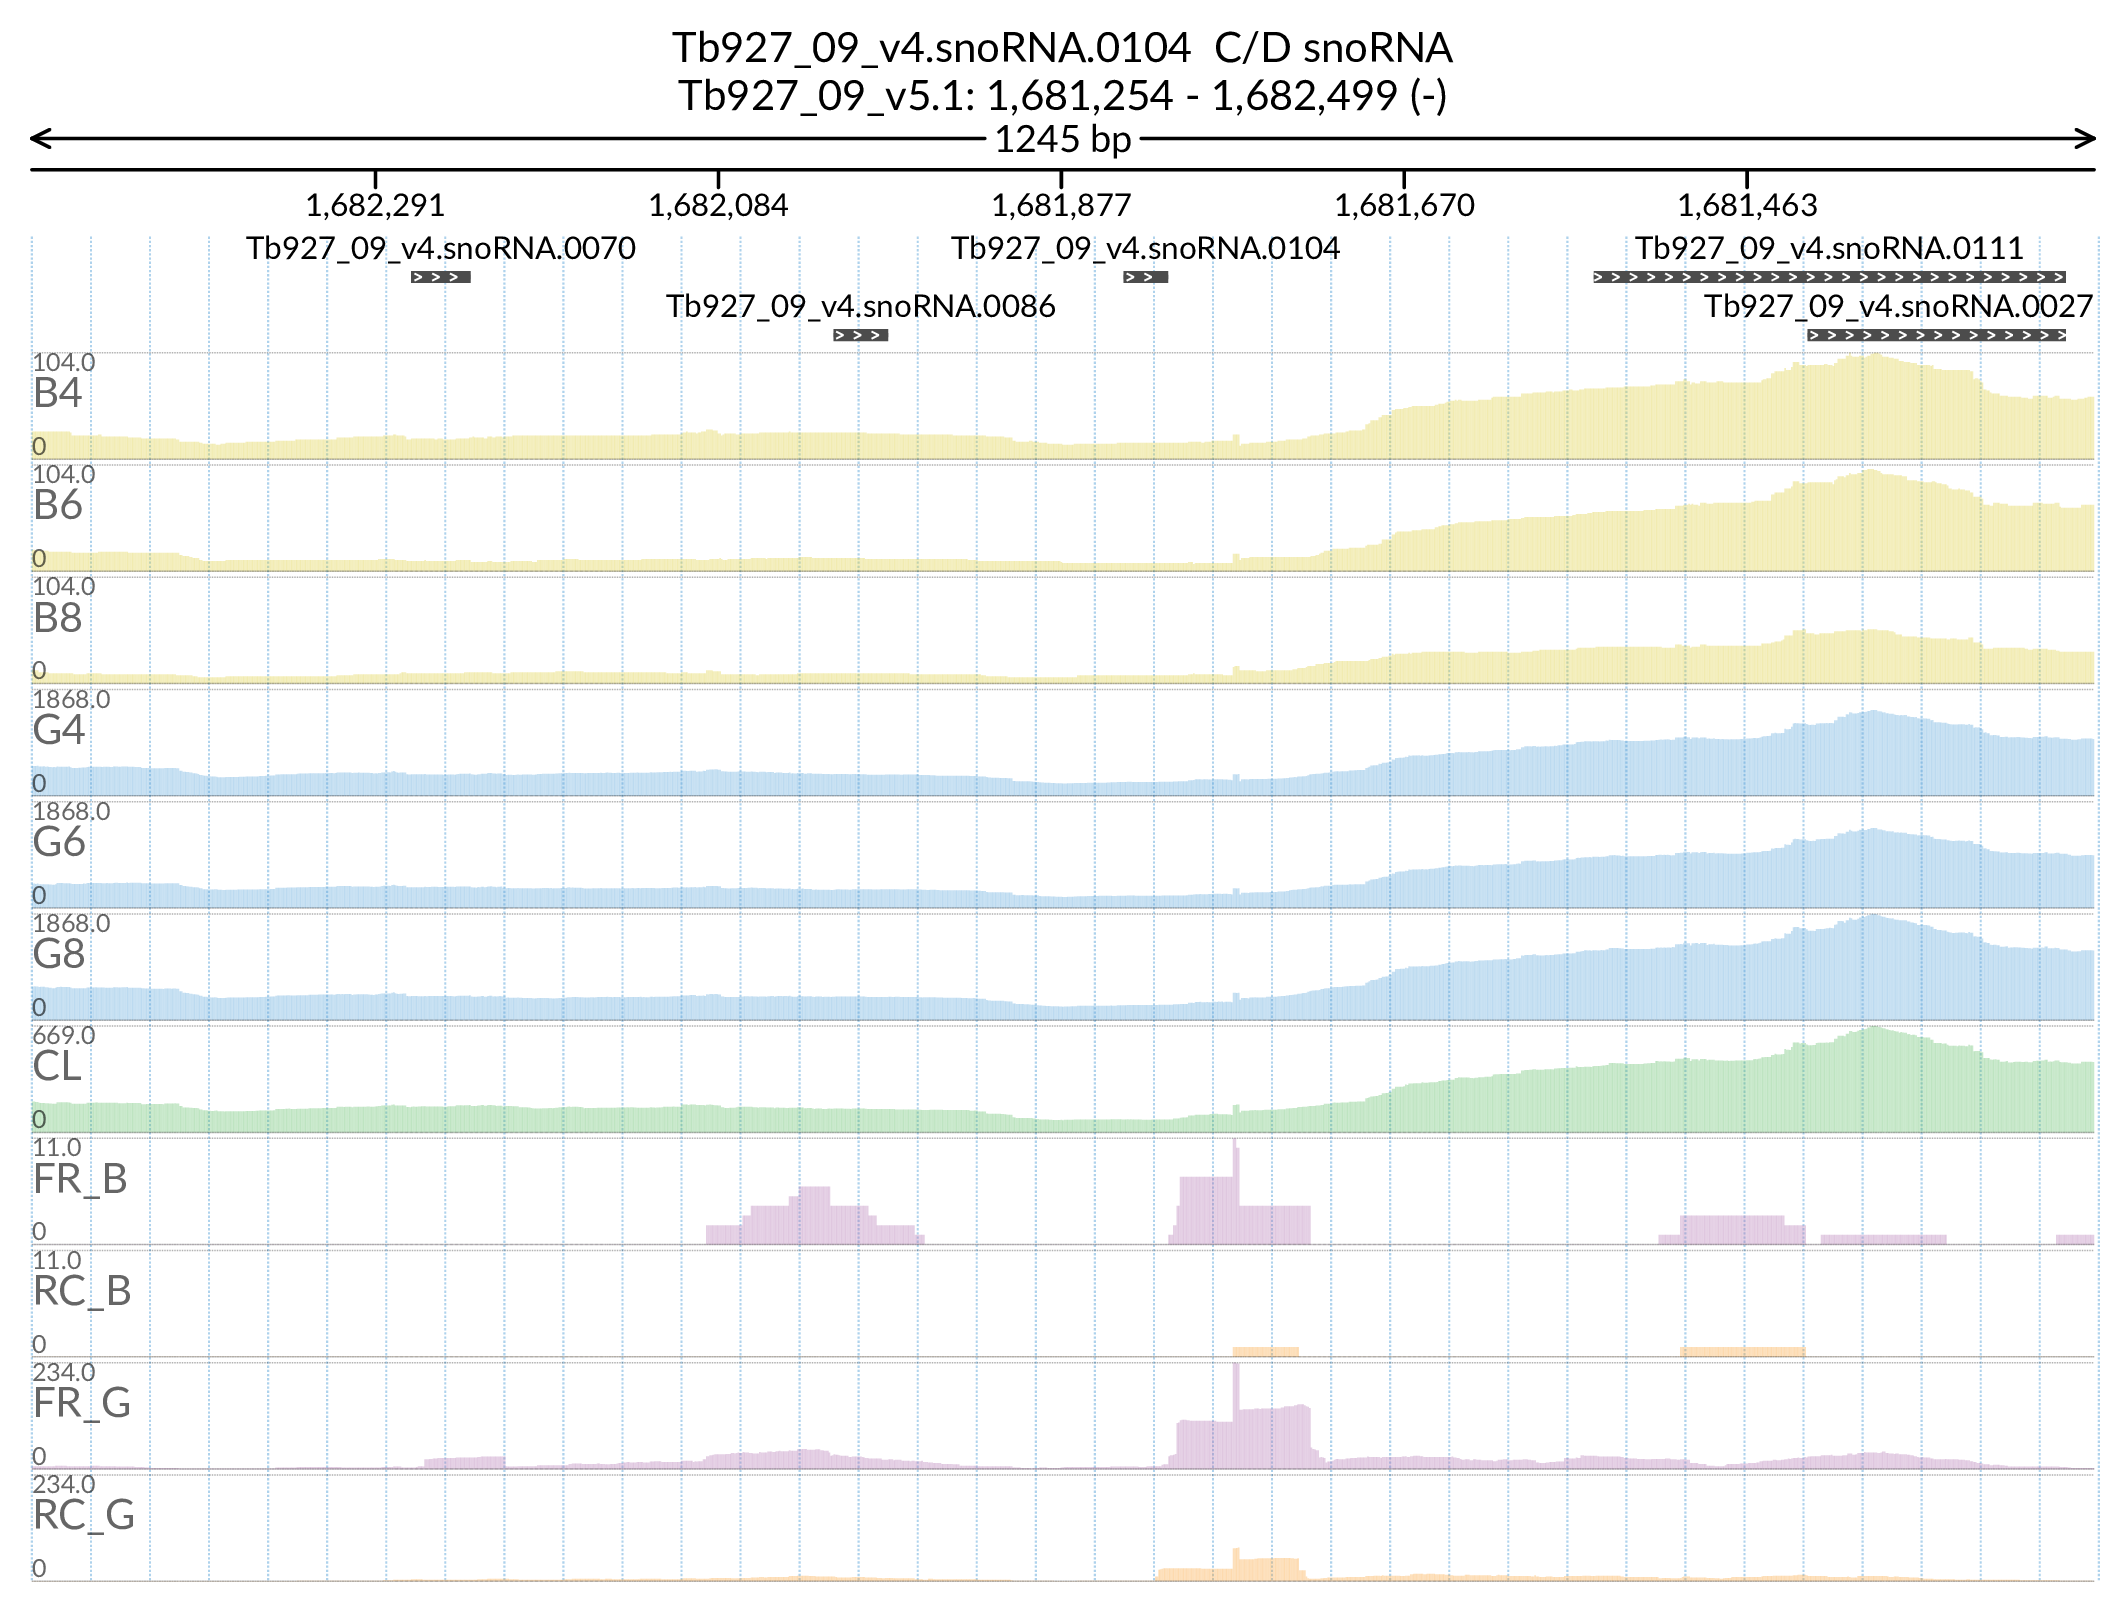 Tb927_09_v4.snoRNA.0104  C/D snoRNA
Tb927_09_v5.1: 1,681,254 - 1,682,499 (-)
1245 bp
1,682,291 1,682,084 1,681,877 1,681,670 1,681,463
Tb927_09_v4.snoRNA.0070 Tb927_09_v4.snoRNA.0104 Tb927_09_v4.snoRNA.0111
Tb927_09_v4.snoRNA.0086 Tb927_09_v4.snoRNA.0027
104.0
B4
0
104.0
B6
0
104.0
B8
0
1868.0
G4
0
1868.0
G6
0
1868.0
G8
0
669.0
CL
0
11.0
FR_B
0
11.0
RC_B
0
234.0
FR_G
0
234.0
RC_G
0